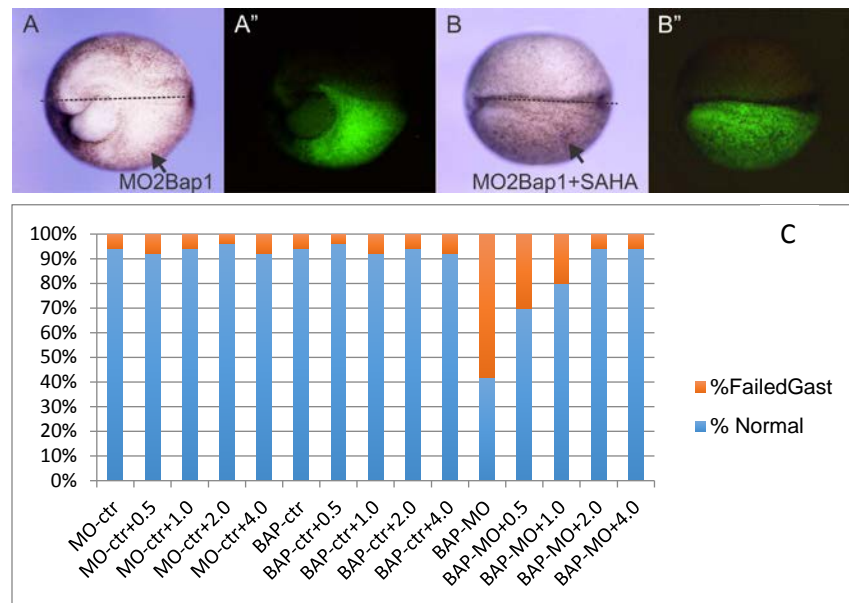 A
A”
B
B”
MO2Bap1
MO2Bap1+SAHA
C
100%
90%
80%
70%
60%
50%
40%
30%
20%
10%
0%
%FailedGast
% Normal
MO-ctr
MO-ctr+0.5
MO-ctr+1.0
MO-ctr+2.0
MO-ctr+4.0
BAP-ctr
BAP-ctr+0.5
BAP-ctr+1.0
BAP-ctr+2.0
BAP-ctr+4.0
BAP-MO
BAP-MO+0.5
BAP-MO+1.0
BAP-MO+2.0
BAP-MO+4.0